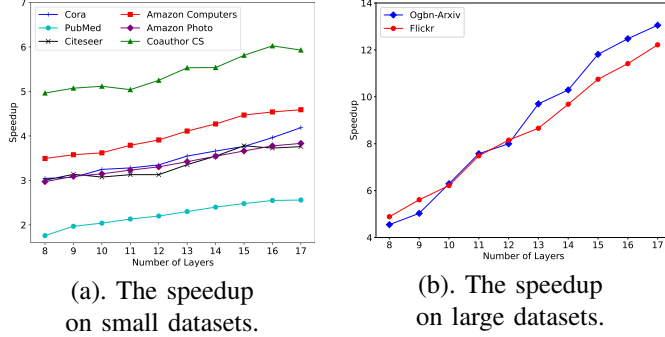 7
6
5
4
3
2
Speedup
Cora
PubMed
Citeseer
Amazon Computers
Amazon Photo
Coauthor CS
8 9 10 11 12 13 14 15 16 17
Number of Layers
(a). The speedup
on small datasets.
14
12
10
8
6
4
Speedup
Ogbn-Arxiv
Flickr
8 9 10 11 12 13 14 15 16 17
Number of Layers
(b). The speedup
on large datasets.